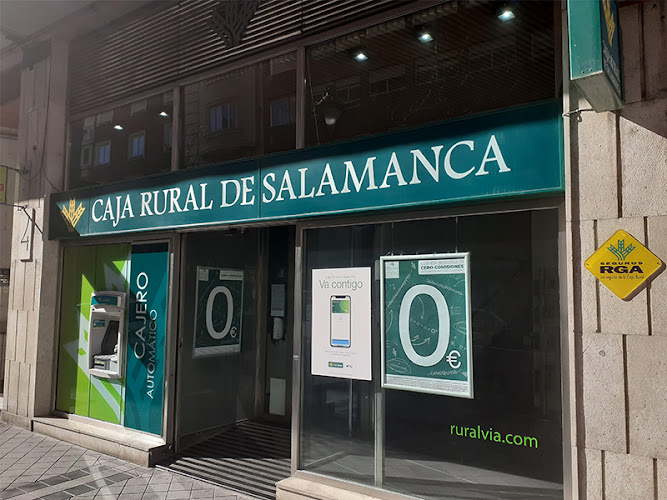 CAJA RURAL DE SALAMANCA
SEGUROS
RGA
CAJERO
AUTOMÁTICO
0€
Va contigo
CERO COMISIONES
0€
ruralvia.com